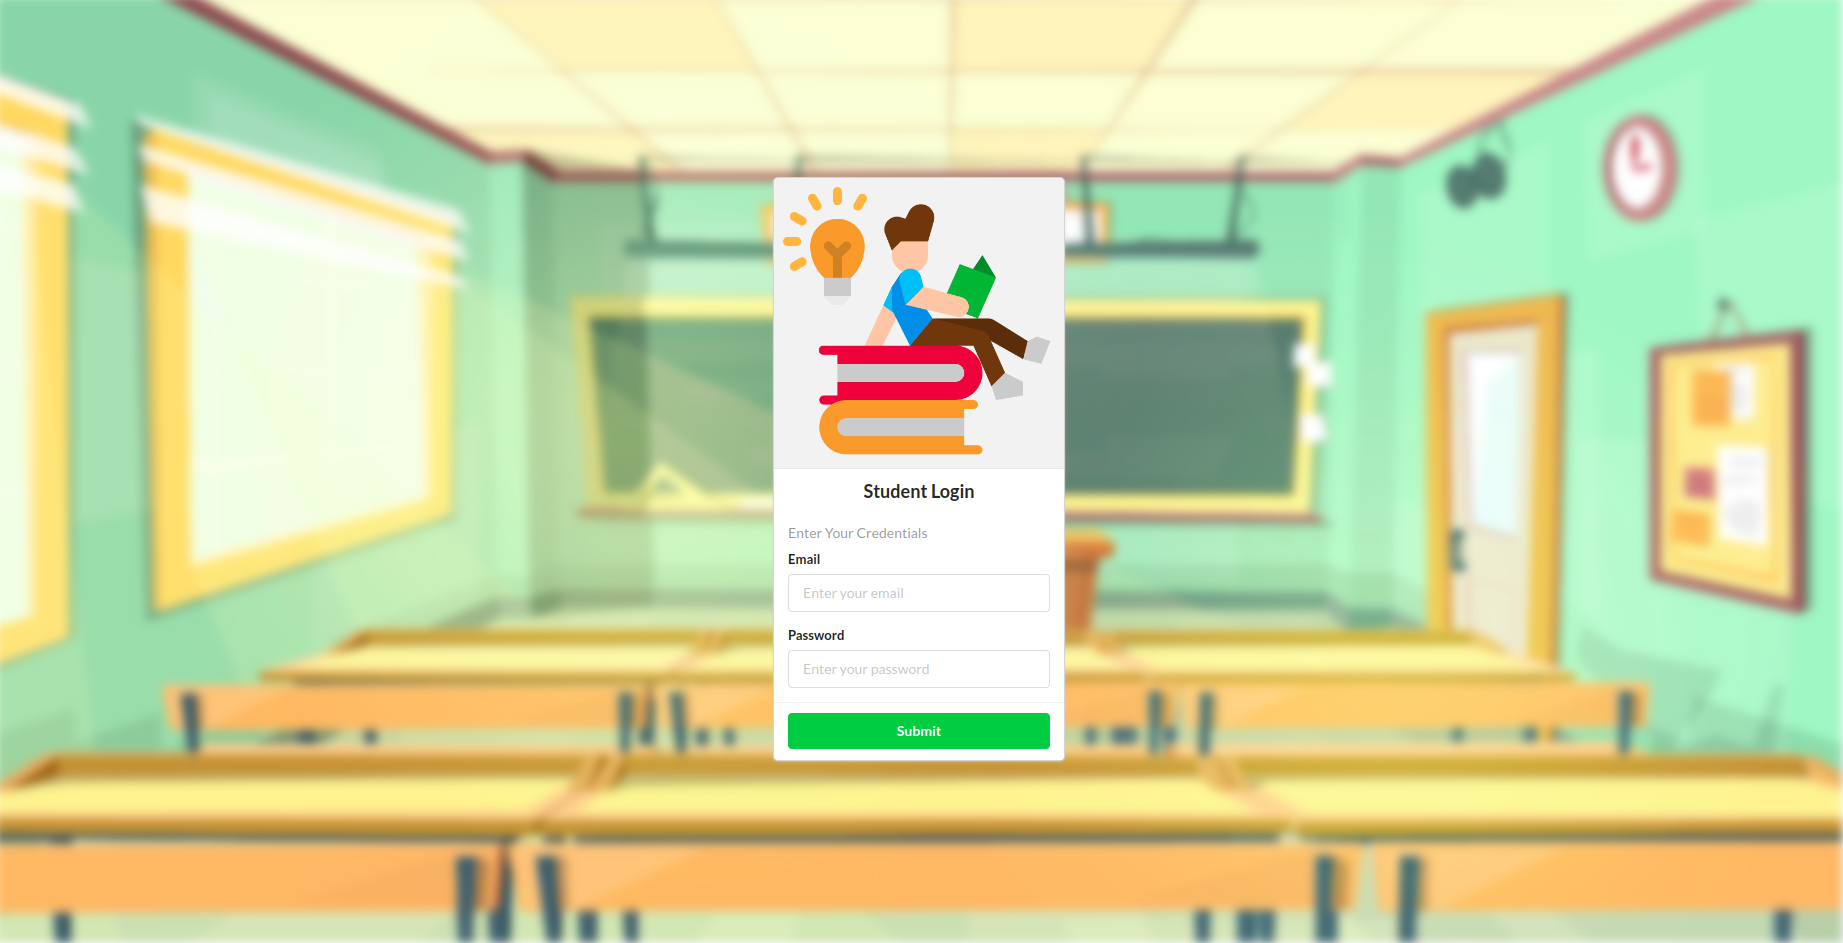 Student Login
Enter Your Credentials
Email
Enter your email
Password
Enter your password
Submit